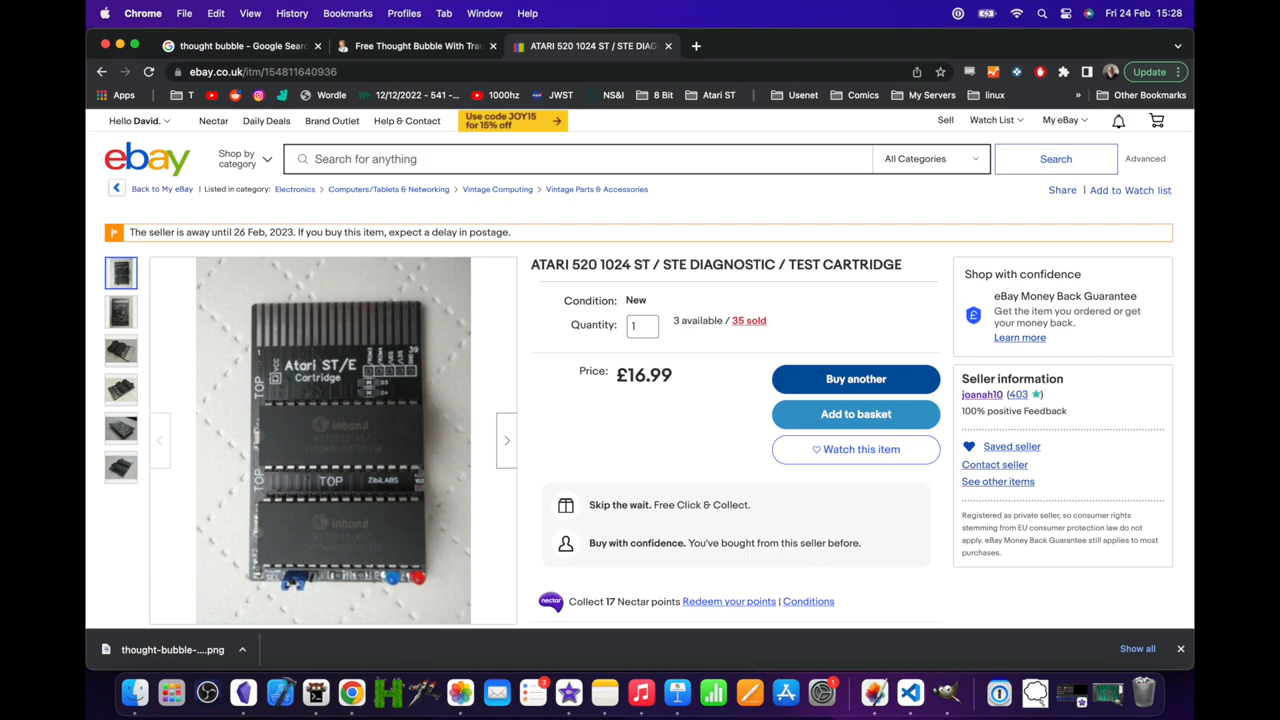 Chrome File Edit View History Bookmarks Profiles Tab Window Help Fri 24 Feb 15:28
thought bubble - Google Searc Free Thought Bubble With Tran ATARI 520 1024 ST / STE DIAG
ebay.co.uk/itm/154811640936 Update
Apps T Wordle 12/12/2022 - 541 -... 1000hz JWST NS&I 8 Bit Atari ST Usenet Comics My Servers linux » Other Bookmarks
Hello David. Nectar Daily Deals Brand Outlet Help & Contact Use code JOY15 Sell Watch List My eBay
for 15% off
ebay Shop by category Search for anything All Categories Search Advanced
Back to My eBay | Listed in category: Electronics > Computers/Tablets & Networking > Vintage Computing > Vintage Parts & Accessories Share | Add to Watch list
The seller is away until 26 Feb, 2023. If you buy this item, expect a delay in postage.
ATARI 520 1024 ST / STE DIAGNOSTIC / TEST CARTRIDGE
Condition: New
Quantity: 1 3 available / 35 sold
Price: £16.99
Buy another
Add to basket
Watch this item
Skip the wait. Free Click & Collect.
Buy with confidence. You've bought from this seller before.
nectar Collect 17 Nectar points Redeem your points | Conditions
Shop with confidence
eBay Money Back Guarantee
Get the item you ordered or get
your money back.
Learn more
Seller information
joanah10 (403)
100% positive Feedback
Saved seller
Contact seller
See other items
Registered as private seller, so consumer rights
stemming from EU consumer protection law do not
apply. eBay Money Back Guarantee still applies to most
purchases.
VCC
Atari ST/E
Cartridge
TOP
inbond
TOP
TOP ZibiLABS
inbond
thought-bubble-....png Show all
2
1